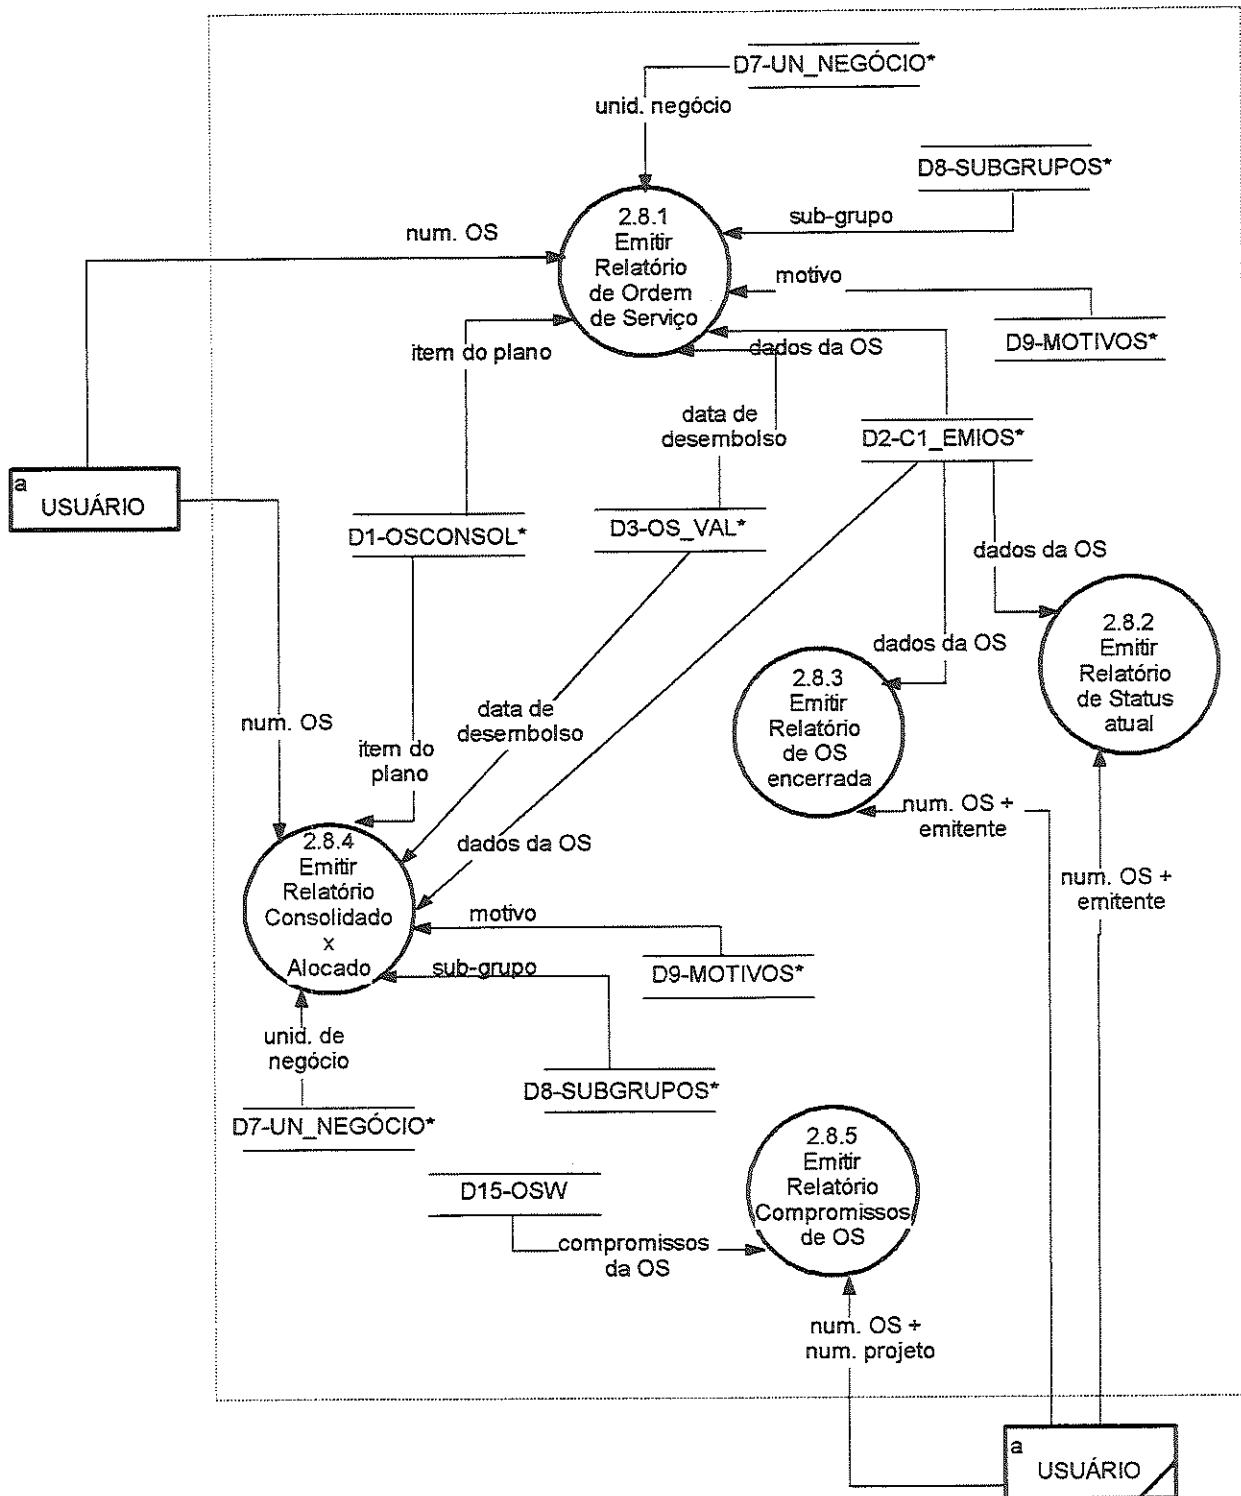 D7-UN_NEGÓCIO*
unid. negócio
D8-SUBGRUPOS*
2.8.1
Emitir
Relatório
de Ordem
de Serviço
sub-grupo
num. OS
motivo
D9-MOTIVOS*
item do plano
dados da OS
data de
desembolso
D2-C1_EMIOS*
a
USUÁRIO
D1-OSCONSOL*
D3-OS_VAL*
dados da OS
2.8.2
Emitir
Relatório
de Status
atual
dados da OS
2.8.3
Emitir
Relatório
de OS
encerrada
num. OS
data de
desembolso
item do
plano
num. OS +
emitente
2.8.4
Emitir
Relatório
Consolidado
x
Alocado
dados da OS
num. OS +
emitente
motivo
D9-MOTIVOS*
sub-grupo
unid. de
negócio
D8-SUBGRUPOS*
D7-UN_NEGÓCIO*
2.8.5
Emitir
Relatório
Compromissos
de OS
D15-OSW
compromissos
da OS
num. OS +
num. projeto
a
USUÁRIO